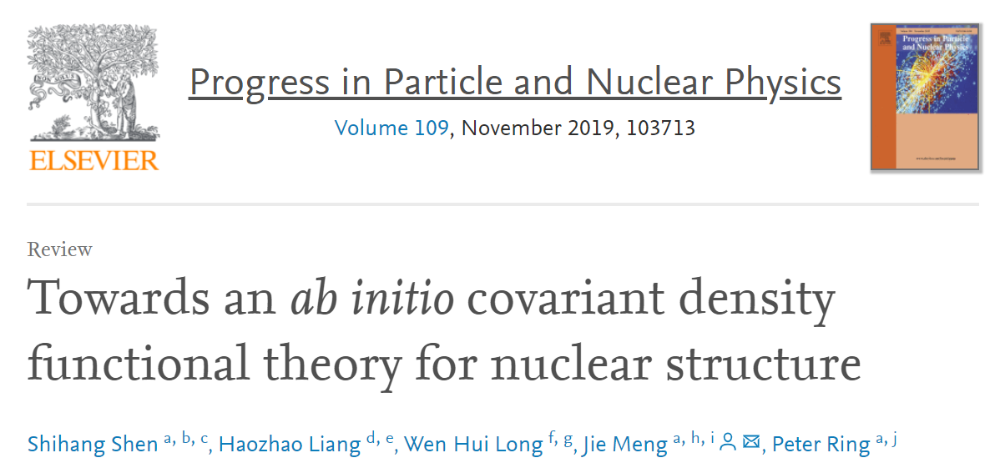 Progress in Particle and Nuclear Physics
Volume 109, November 2019, 103713
ELSEVIER
Progress in Particle
and Nuclear Physics
Review
Towards an ab initio covariant density
functional theory for nuclear structure
Shihang Shen a, b, c, Haozhao Liang d, e, Wen Hui Long f, g, Jie Meng a, h, i, Peter Ring a, j